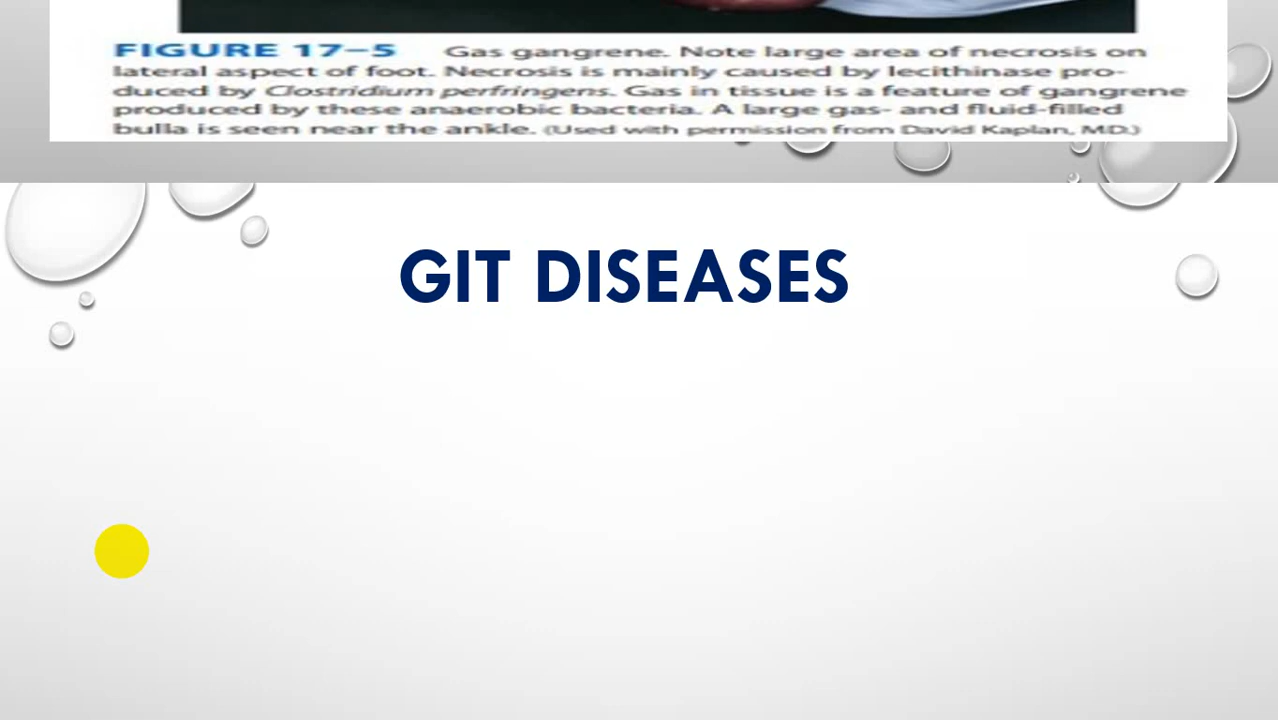 FIGURE 17–5 Gas gangrene. Note large area of necrosis on
lateral aspect of foot. Necrosis is mainly caused by lecithinase pro-
duced by Clostridium perfringens. Gas in tissue is a feature of gangrene
produced by these anaerobic bacteria. A large gas- and fluid-filled
bulla is seen near the ankle. (Used with permission from David Kaplan, MD.)
GIT DISEASES